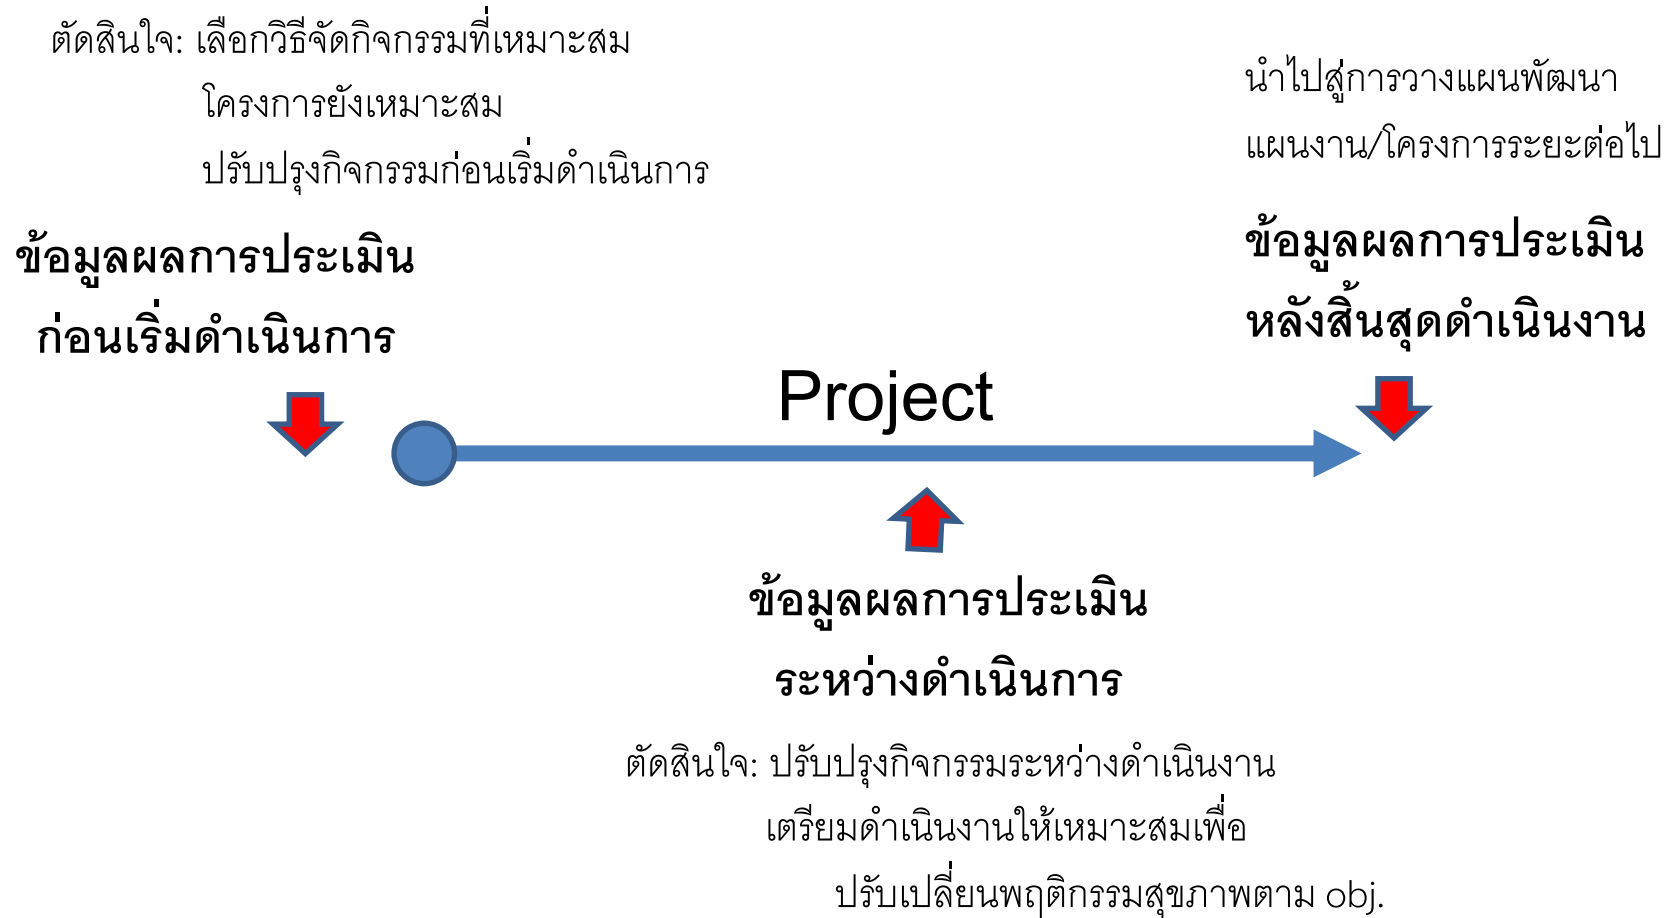 ตัดสินใจ: เลือกวิธีจัดกิจกรรมที่เหมาะสม
โครงการยังเหมาะสม
ปรับปรุงกิจกรรมก่อนเริ่มดำเนินการ
ข้อมูลผลการประเมิน
ก่อนเริ่มดำเนินการ
นำไปสู่การวางแผนพัฒนา
แผนงาน/โครงการระยะต่อไป
ข้อมูลผลการประเมิน
หลังสิ้นสุดดำเนินงาน
Project
ข้อมูลผลการประเมิน
ระหว่างดำเนินการ
ตัดสินใจ: ปรับปรุงกิจกรรมระหว่างดำเนินงาน
เตรียมดำเนินงานให้เหมาะสมเพื่อ
ปรับเปลี่ยนพฤติกรรมสุขภาพตาม obj.